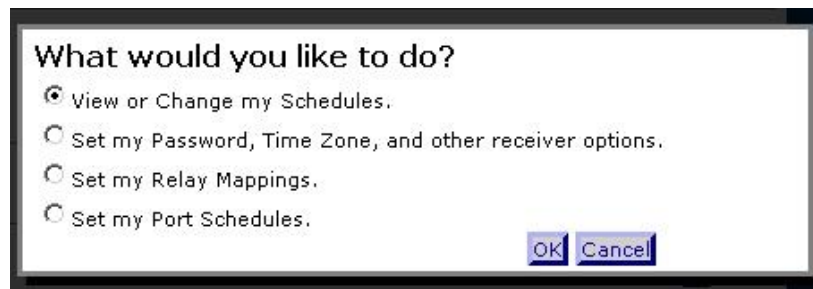 What would you like to do?
View or Change my Schedules.
Set my Password, Time Zone, and other receiver options.
Set my Relay Mappings.
Set my Port Schedules.
OK Cancel